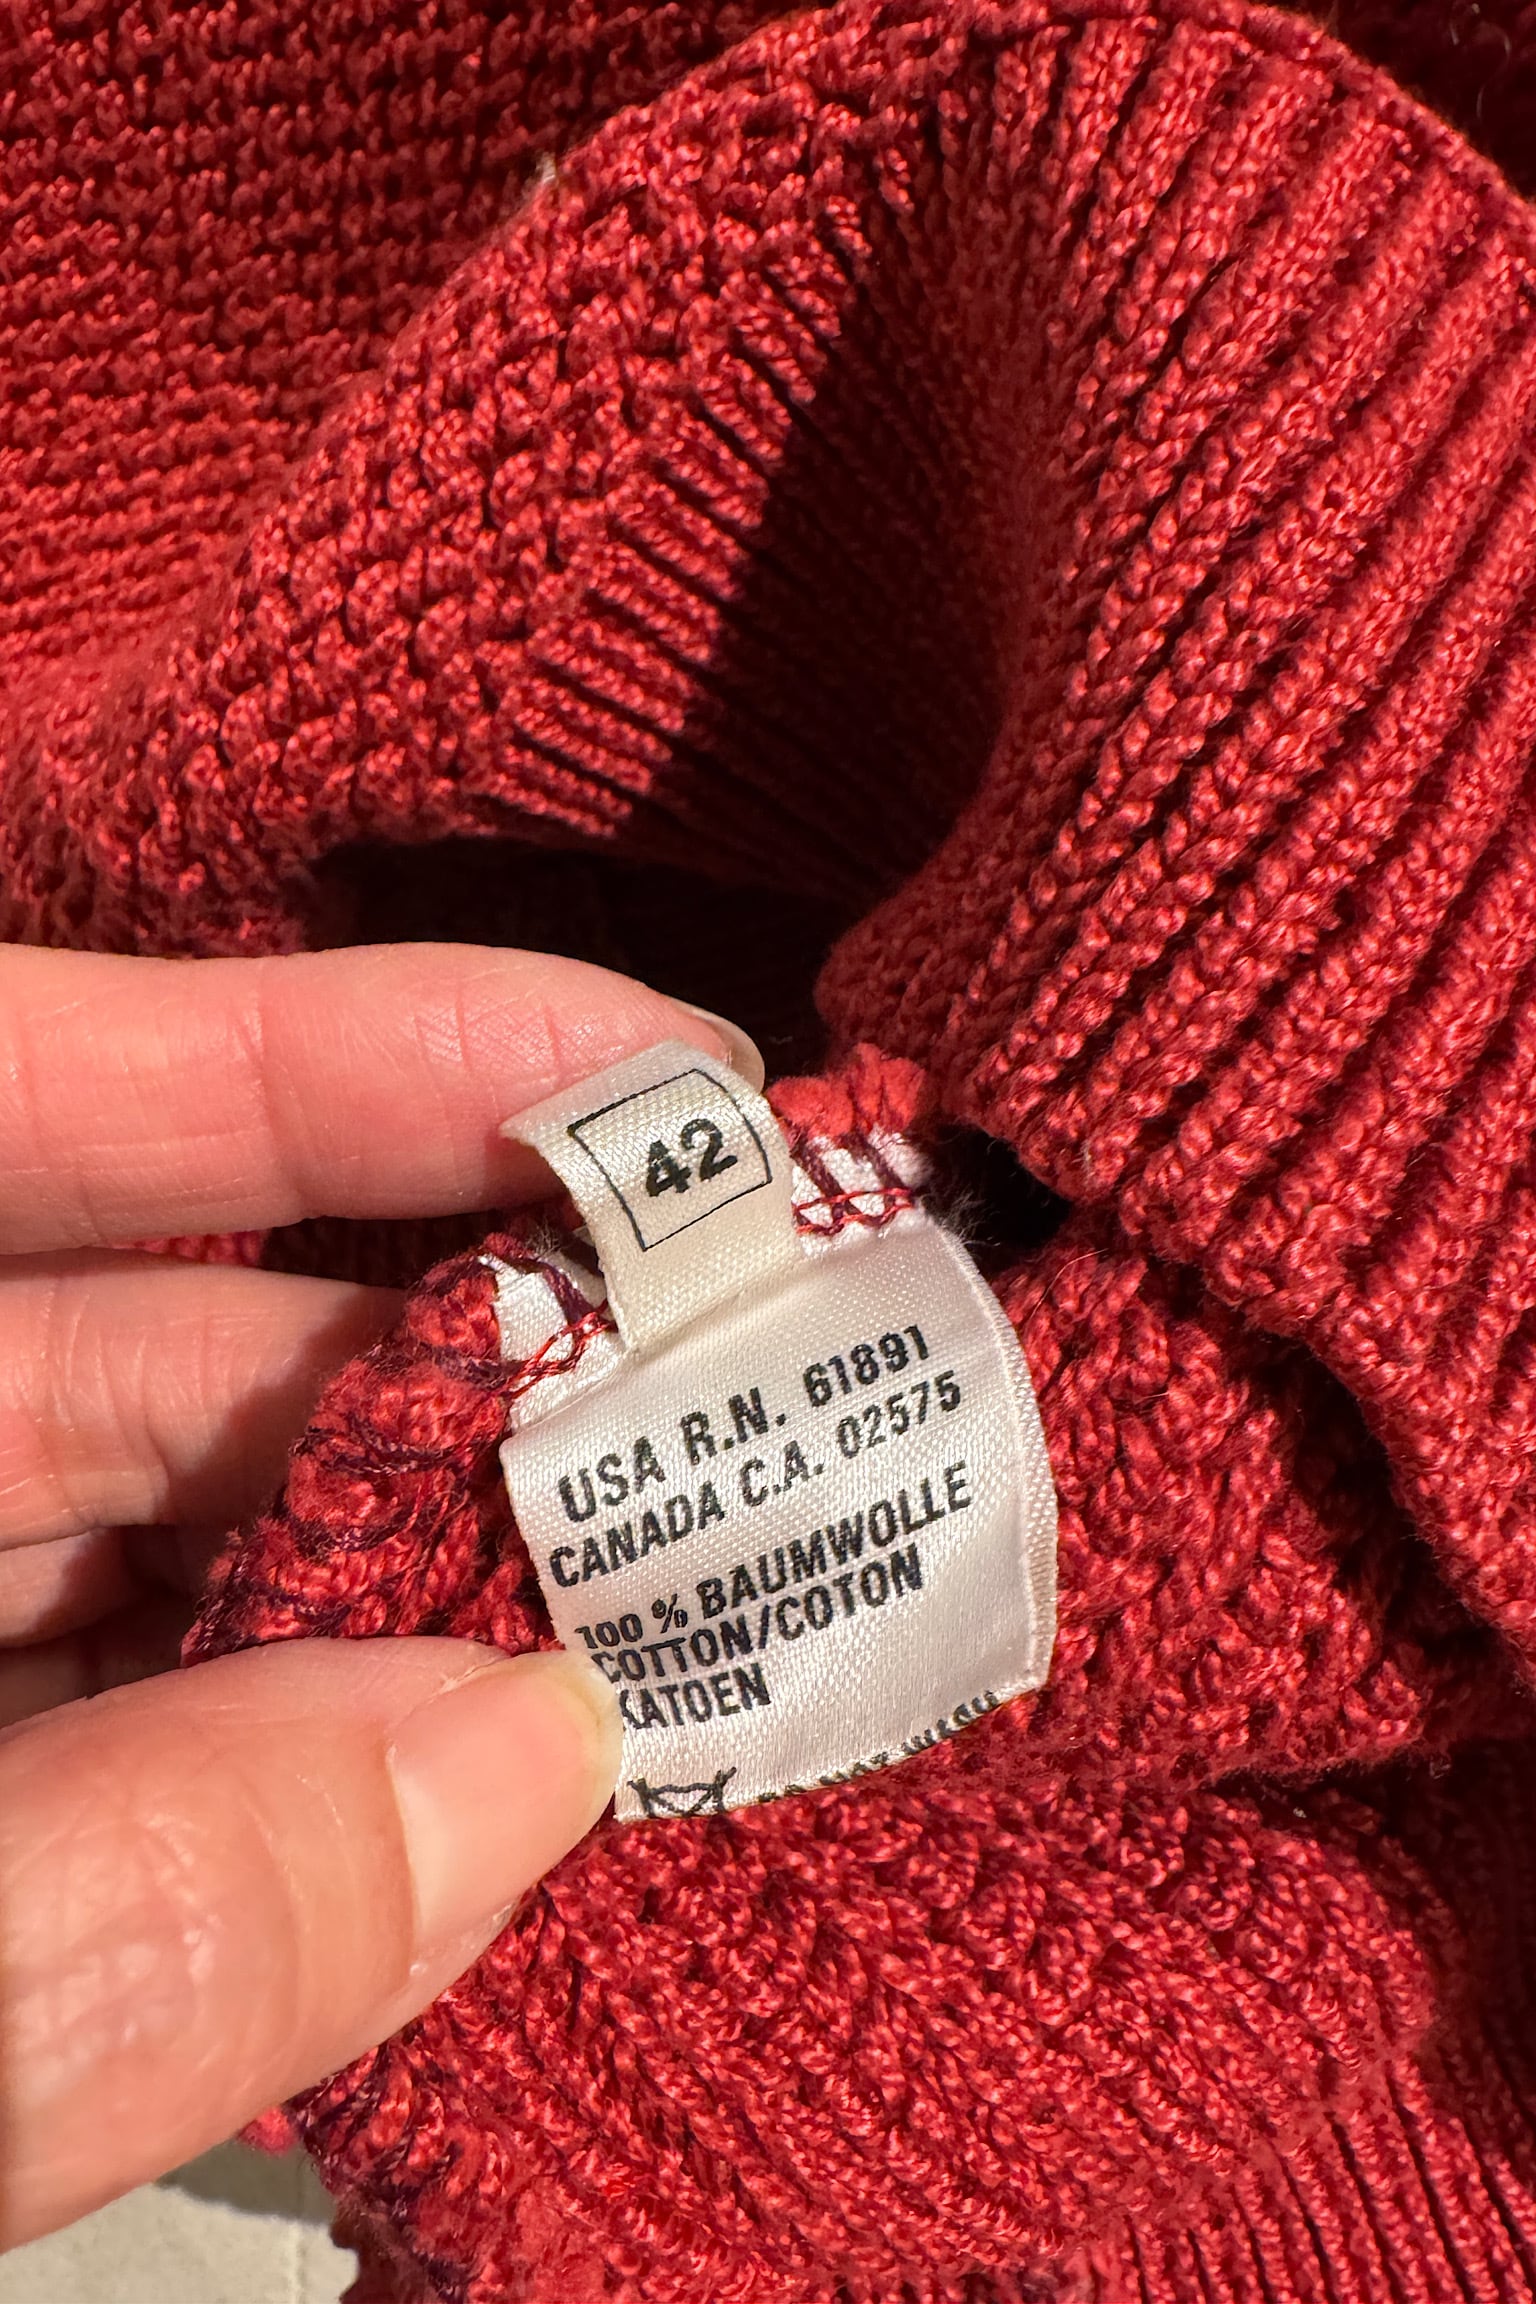 42
USA R.N. 61891
CANADA C.A. 02575
100 % BAUMWOLLE
COTTON/COTON
KATOEN